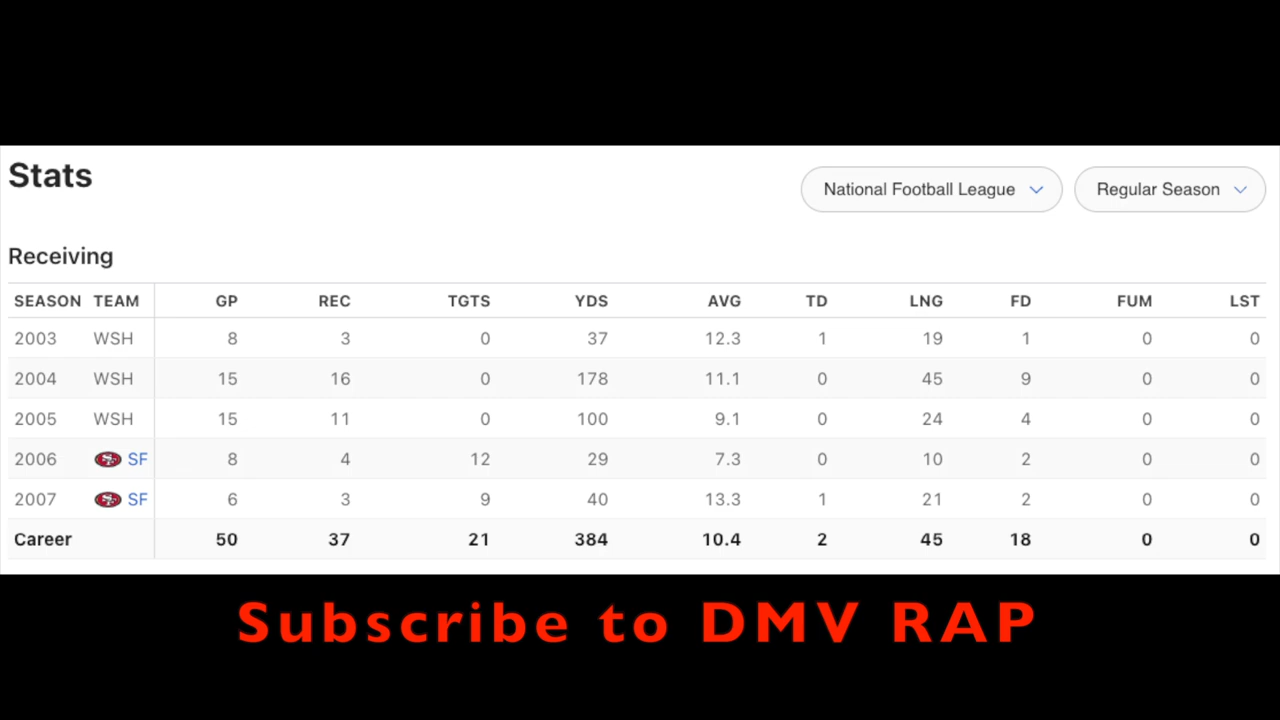 Stats
National Football League
Regular Season
Receiving
SEASON TEAM GP REC TGTS YDS AVG TD LNG FD FUM LST
2003 WSH 8 3 0 37 12.3 1 19 1 0 0
2004 WSH 15 16 0 178 11.1 0 45 9 0 0
2005 WSH 15 11 0 100 9.1 0 24 4 0 0
2006 SF 8 4 12 29 7.3 0 10 2 0 0
2007 SF 6 3 9 40 13.3 1 21 2 0 0
Career 50 37 21 384 10.4 2 45 18 0 0
Subscribe to DMV RAP